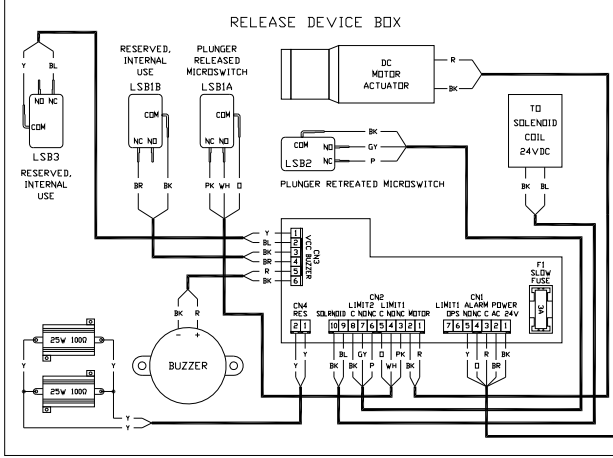 RELEASE DEVICE BOX
Y BL
NO NC
COM
LSB3
RESERVED,
INTERNAL
USE
RESERVED,
INTERNAL
USE
LSB1B
COM
NC NO
BR BK
PLUNGER
RELEASED
MICROSWITCH
LSB1A
COM
NC NO
PK WH O
DC
MOTOR
ACTUATOR
R
BK
COM
NO
NC
LSB2
BK
GY
P
PLUNGER RETREATED MICROSWITCH
TO
SOLENOID
COIL
24VDC
BK BL
Y
BL
BK
BR
R
BK
1
2
3
4
5
6
CN3
VCC BUZZER
F1
SLOW
FUSE
3A
CN4
RES
2 1
Y Y
CN2
LIMIT2 LIMIT1
SOLRNOID C NONC C NONC MOTOR
10 9 8 7 6 5 4 3 2 1
BL GY O PK R
BK BK P WH BK
CN1
LIMIT1 ALARM POWER
OPS NONC C AC 24V
7 6 5 4 3 2 1
Y R BK
O BR
BK R
- +
BUZZER
25W 100Ω
25W 100Ω
Y Y
Y
Y